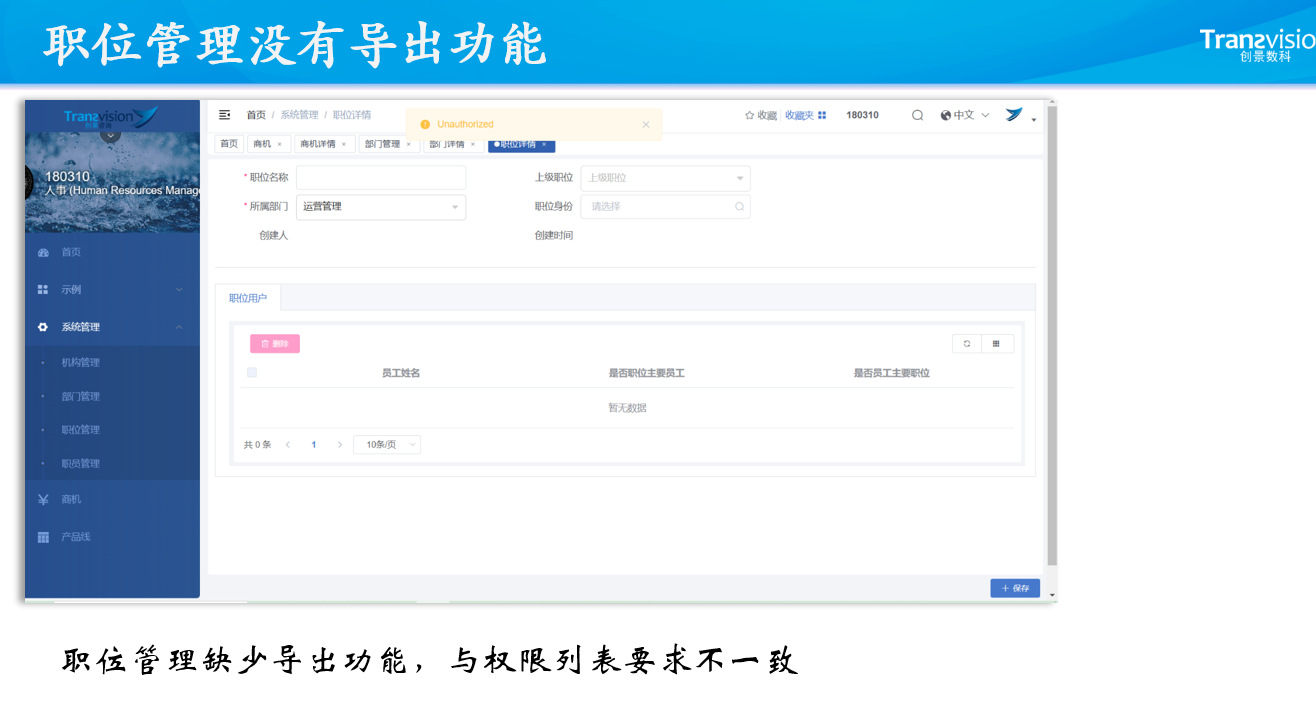 职位管理没有导出功能
Tranzvisio
创景数科
Tranzvision
首页 / 系统管理 / 职位详情
Unauthorized
收藏 收藏夹 180310 中文
首页 商机 商机详情 部门管理 部门详情 职位详情
180310
人事 (Human Resources Manag
* 职位名称 上级职位 上级职位
* 所属部门 运营管理 职位身份 请选择
创建人 创建时间
首页
示例
系统管理
机构管理
部门管理
职位管理
职员管理
¥ 商机
产品线
职位用户
删除
员工姓名 是否职位主要员工 是否员工主要职位
暂无数据
共 0 条 < 1 > 10条/页
+ 保存
职位管理缺少导出功能，与权限列表要求不一致